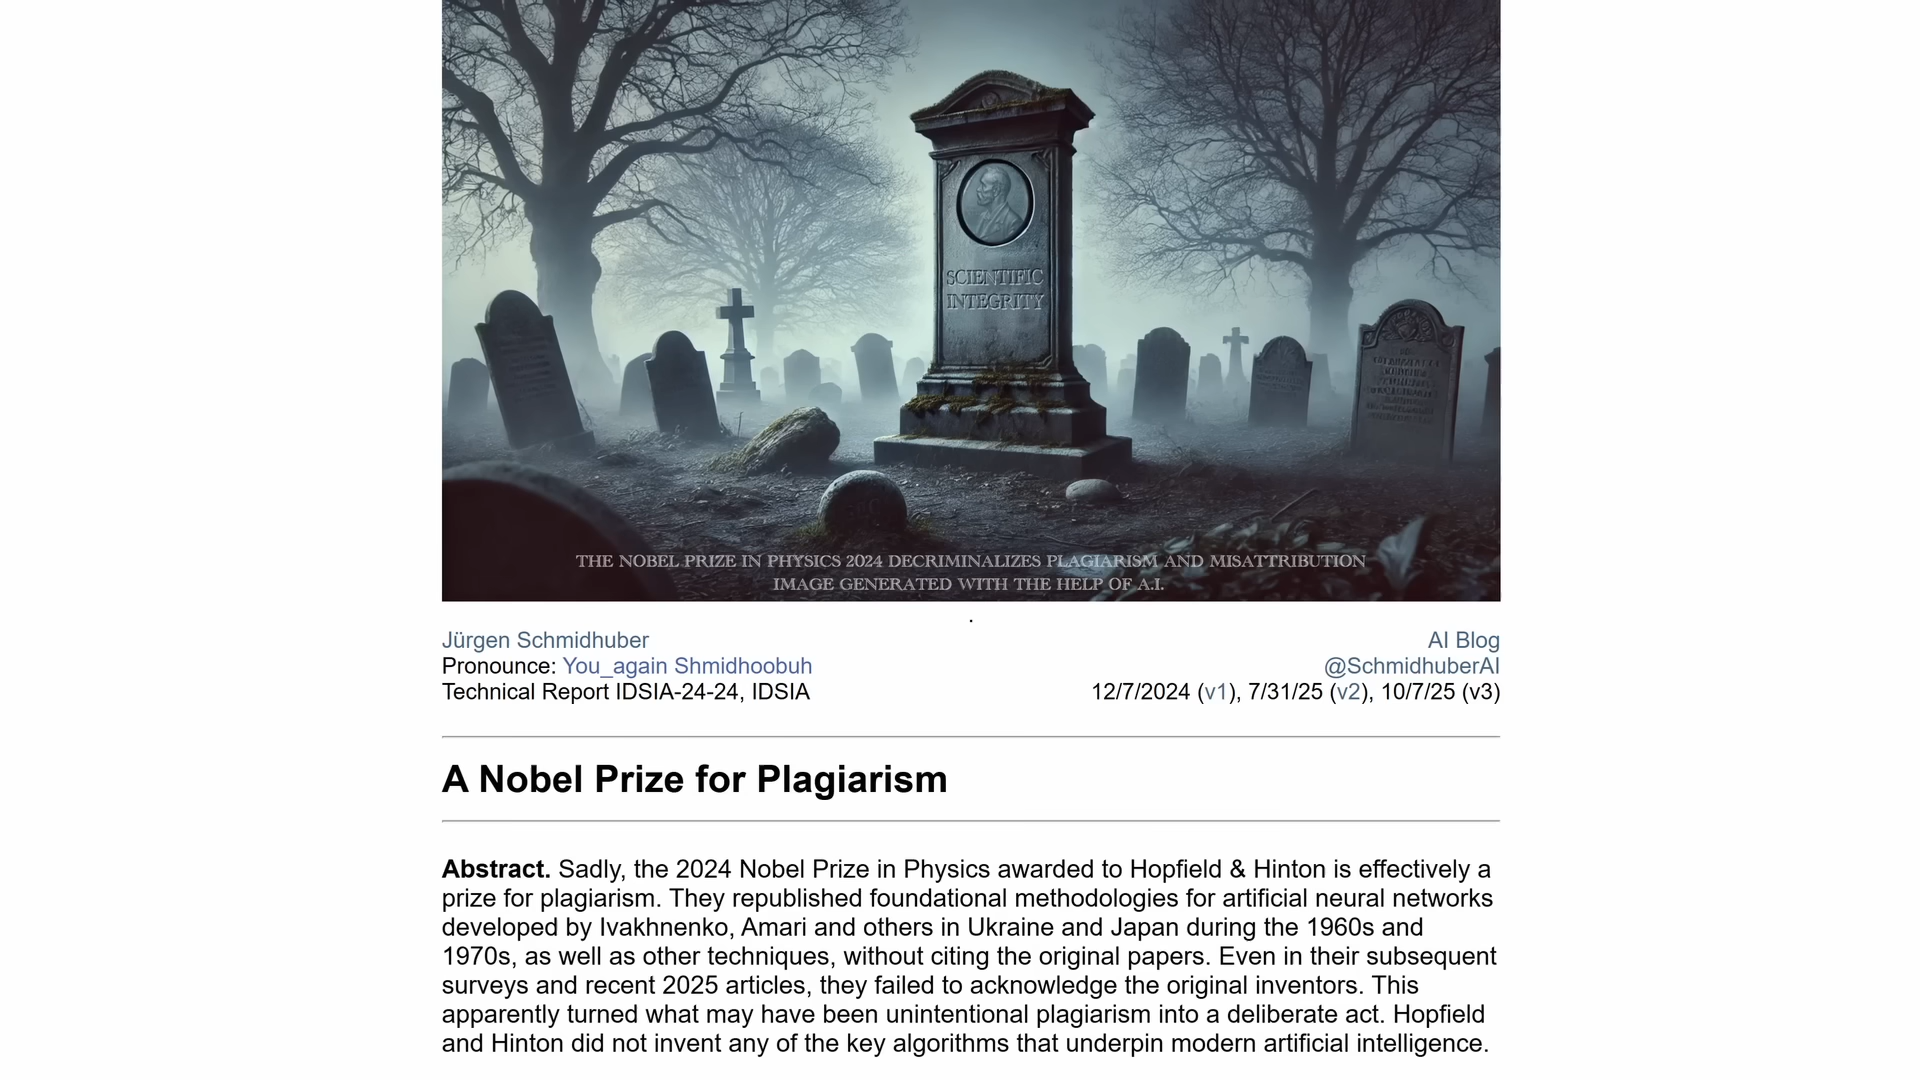 SCIENTIFIC
INTEGRITY
THE NOBEL PRIZE IN PHYSICS 2024 DECRIMINALIZES PLAGIARISM AND MISATTRIBUTION
IMAGE GENERATED WITH THE HELP OF A.I.
.
Jürgen Schmidhuber
AI Blog
Pronounce: You_again Shmidhoobuh
@SchmidhuberAI
Technical Report IDSIA-24-24, IDSIA
12/7/2024 (v1), 7/31/25 (v2), 10/7/25 (v3)
A Nobel Prize for Plagiarism
Abstract. Sadly, the 2024 Nobel Prize in Physics awarded to Hopfield & Hinton is effectively a
prize for plagiarism. They republished foundational methodologies for artificial neural networks
developed by Ivakhnenko, Amari and others in Ukraine and Japan during the 1960s and
1970s, as well as other techniques, without citing the original papers. Even in their subsequent
surveys and recent 2025 articles, they failed to acknowledge the original inventors. This
apparently turned what may have been unintentional plagiarism into a deliberate act. Hopfield
and Hinton did not invent any of the key algorithms that underpin modern artificial intelligence.